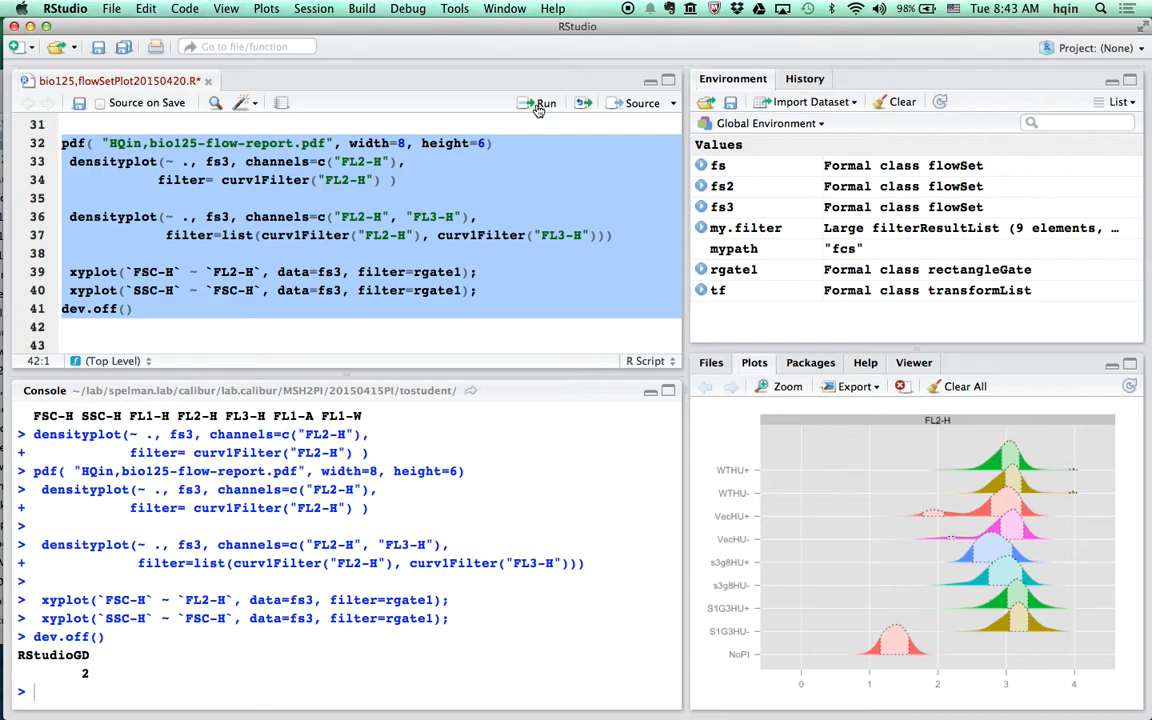 RStudio File Edit Code View Plots Session Build Debug Tools Window Help 98% Tue 8:43 AM hqin
RStudio
Go to file/function Project: (None)
bio125,flowSetPlot20150420.R*
Source on Save Run Source
31
32 pdf( "HQin,bio125-flow-report.pdf", width=8, height=6)
33 densityplot(~ ., fs3, channels=c("FL2-H"),
34 filter= curv1Filter("FL2-H") )
35
36 densityplot(~ ., fs3, channels=c("FL2-H", "FL3-H"),
37 filter=list(curv1Filter("FL2-H"), curv1Filter("FL3-H")))
38
39 xyplot(`FSC-H` ~ `FL2-H`, data=fs3, filter=rgate1);
40 xyplot(`SSC-H` ~ `FSC-H`, data=fs3, filter=rgate1);
41 dev.off()
42
43
42:1 (Top Level) R Script
Console ~/lab/spelman.lab/calibur/lab.calibur/MSH2PI/20150415PI/tostudent/
FSC-H SSC-H FL1-H FL2-H FL3-H FL1-A FL1-W
> densityplot(~ ., fs3, channels=c("FL2-H"),
+ filter= curv1Filter("FL2-H") )
> pdf( "HQin,bio125-flow-report.pdf", width=8, height=6)
> densityplot(~ ., fs3, channels=c("FL2-H"),
+ filter= curv1Filter("FL2-H") )
>
> densityplot(~ ., fs3, channels=c("FL2-H", "FL3-H"),
+ filter=list(curv1Filter("FL2-H"), curv1Filter("FL3-H")))
>
> xyplot(`FSC-H` ~ `FL2-H`, data=fs3, filter=rgate1);
> xyplot(`SSC-H` ~ `FSC-H`, data=fs3, filter=rgate1);
> dev.off()
RStudioGD
2
>
Environment History
Import Dataset Clear List
Global Environment
Values
fs Formal class flowSet
fs2 Formal class flowSet
fs3 Formal class flowSet
my.filter Large filterResultList (9 elements, …
mypath "fcs"
rgate1 Formal class rectangleGate
tf Formal class transformList
Files Plots Packages Help Viewer
Zoom Export Clear All
FL2-H
WTHU+
WTHU-
VecHU+
VecHU-
s3g8HU+
s3g8HU-
S1G3HU+
S1G3HU-
NoPI
0 1 2 3 4